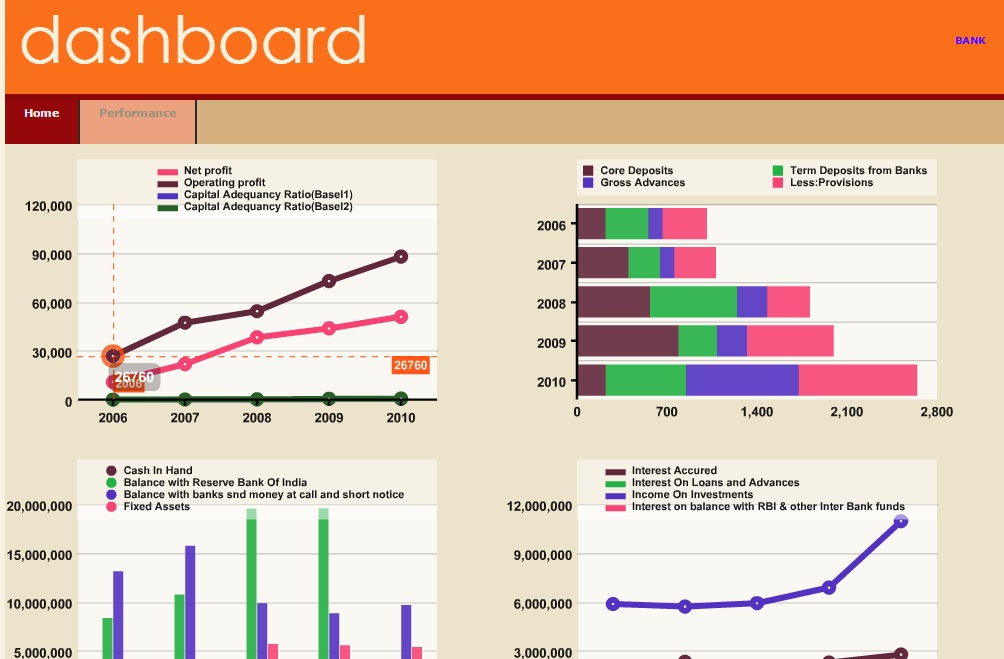 dashboard
BANK
Home
Performance
Net profit
Operating profit
Capital Adequancy Ratio(Basel1)
Capital Adequancy Ratio(Basel2)
120,000
90,000
60,000
30,000
0
26760
2006
26760
2006 2007 2008 2009 2010
Core Deposits Term Deposits from Banks
Gross Advances Less:Provisions
2006
2007
2008
2009
2010
0 700 1,400 2,100 2,800
Cash In Hand
Balance with Reserve Bank Of India
Balance with banks snd money at call and short notice
Fixed Assets
20,000,000
15,000,000
10,000,000
5,000,000
Interest Accured
Interest On Loans and Advances
Income On Investments
Interest on balance with RBI & other Inter Bank funds
12,000,000
9,000,000
6,000,000
3,000,000